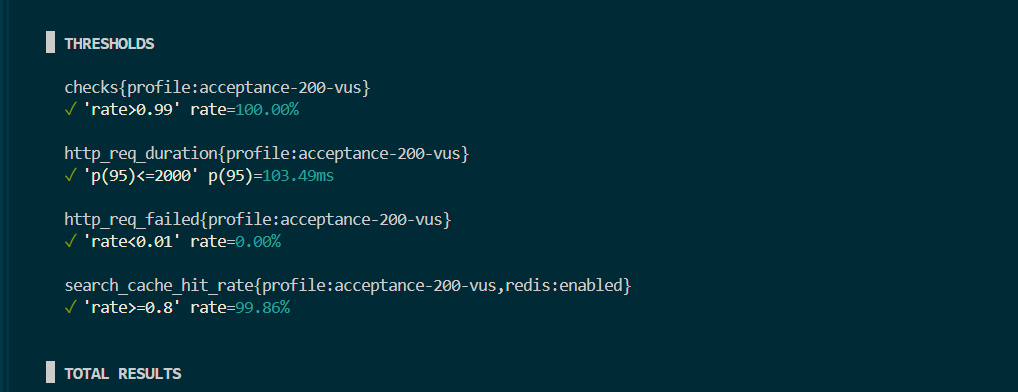 THRESHOLDS
checks{profile:acceptance-200-vus}
✓ 'rate>0.99' rate=100.00%
http_req_duration{profile:acceptance-200-vus}
✓ 'p(95)<=2000' p(95)=103.49ms
http_req_failed{profile:acceptance-200-vus}
✓ 'rate<0.01' rate=0.00%
search_cache_hit_rate{profile:acceptance-200-vus,redis:enabled}
✓ 'rate>=0.8' rate=99.86%
TOTAL RESULTS